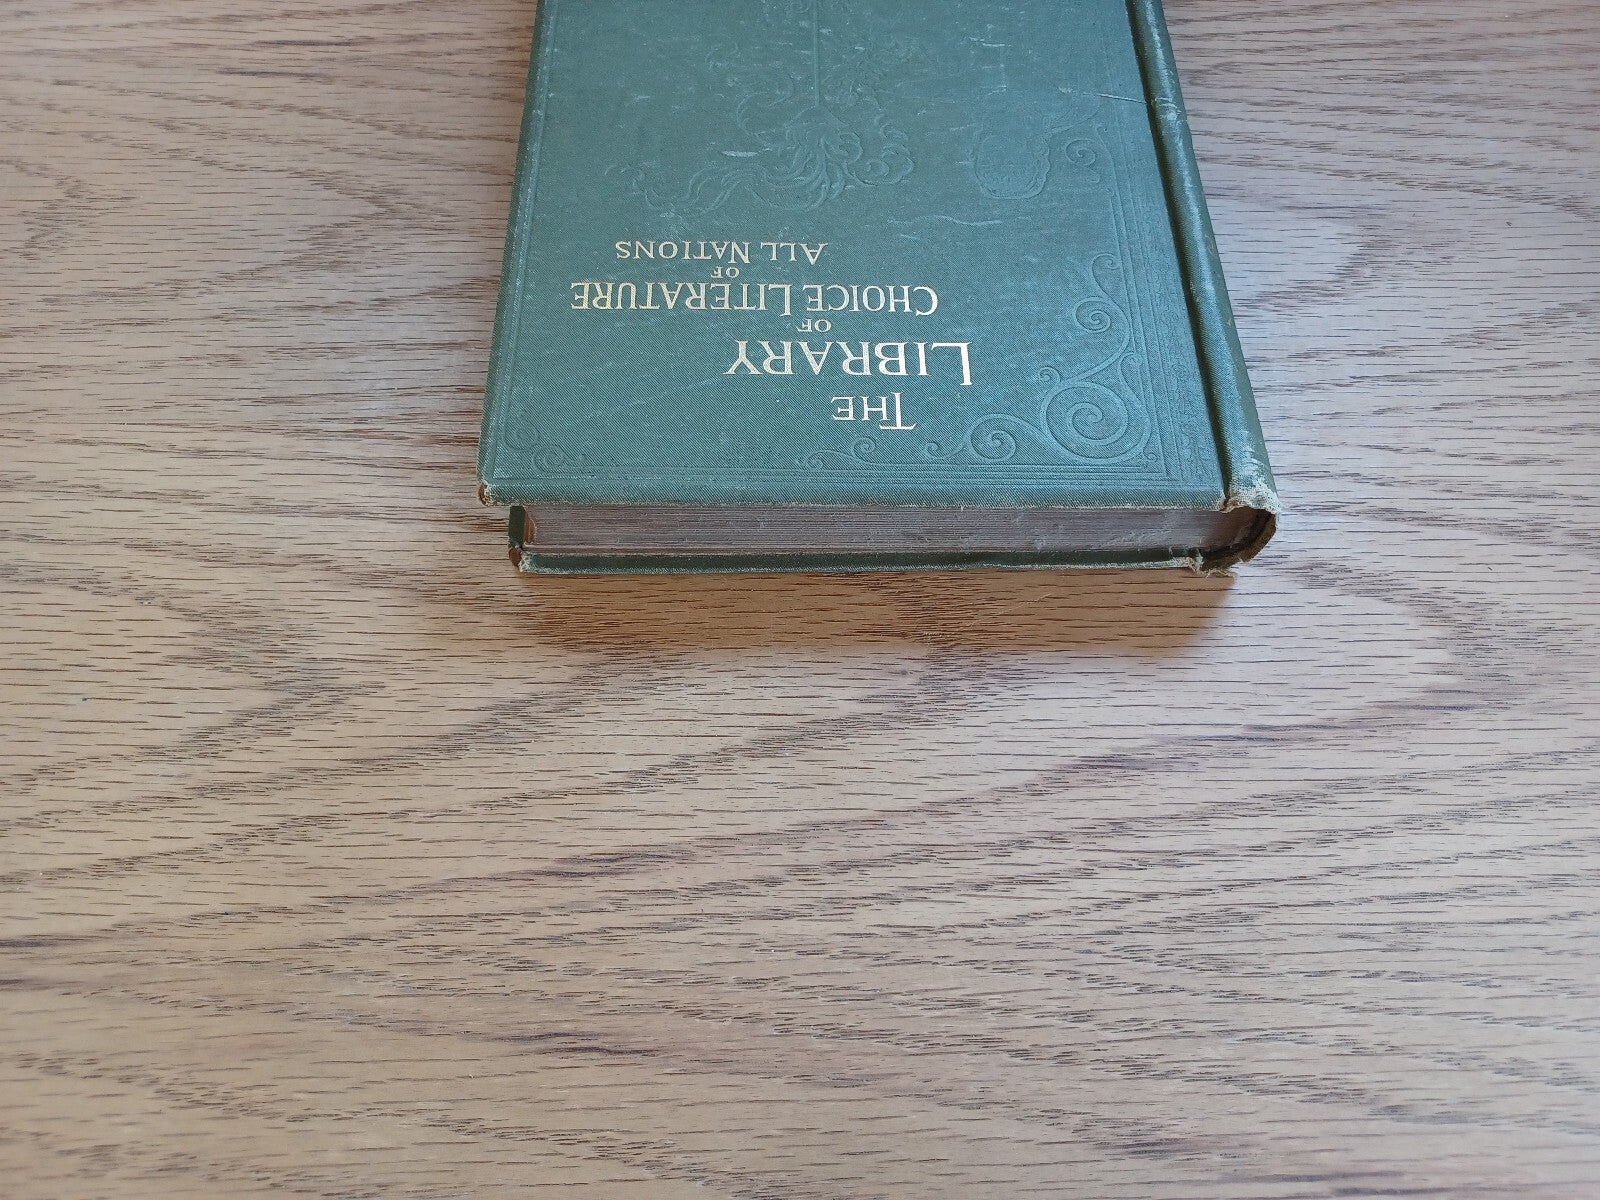 The
Library
of
Choice Literature
of
All Nations